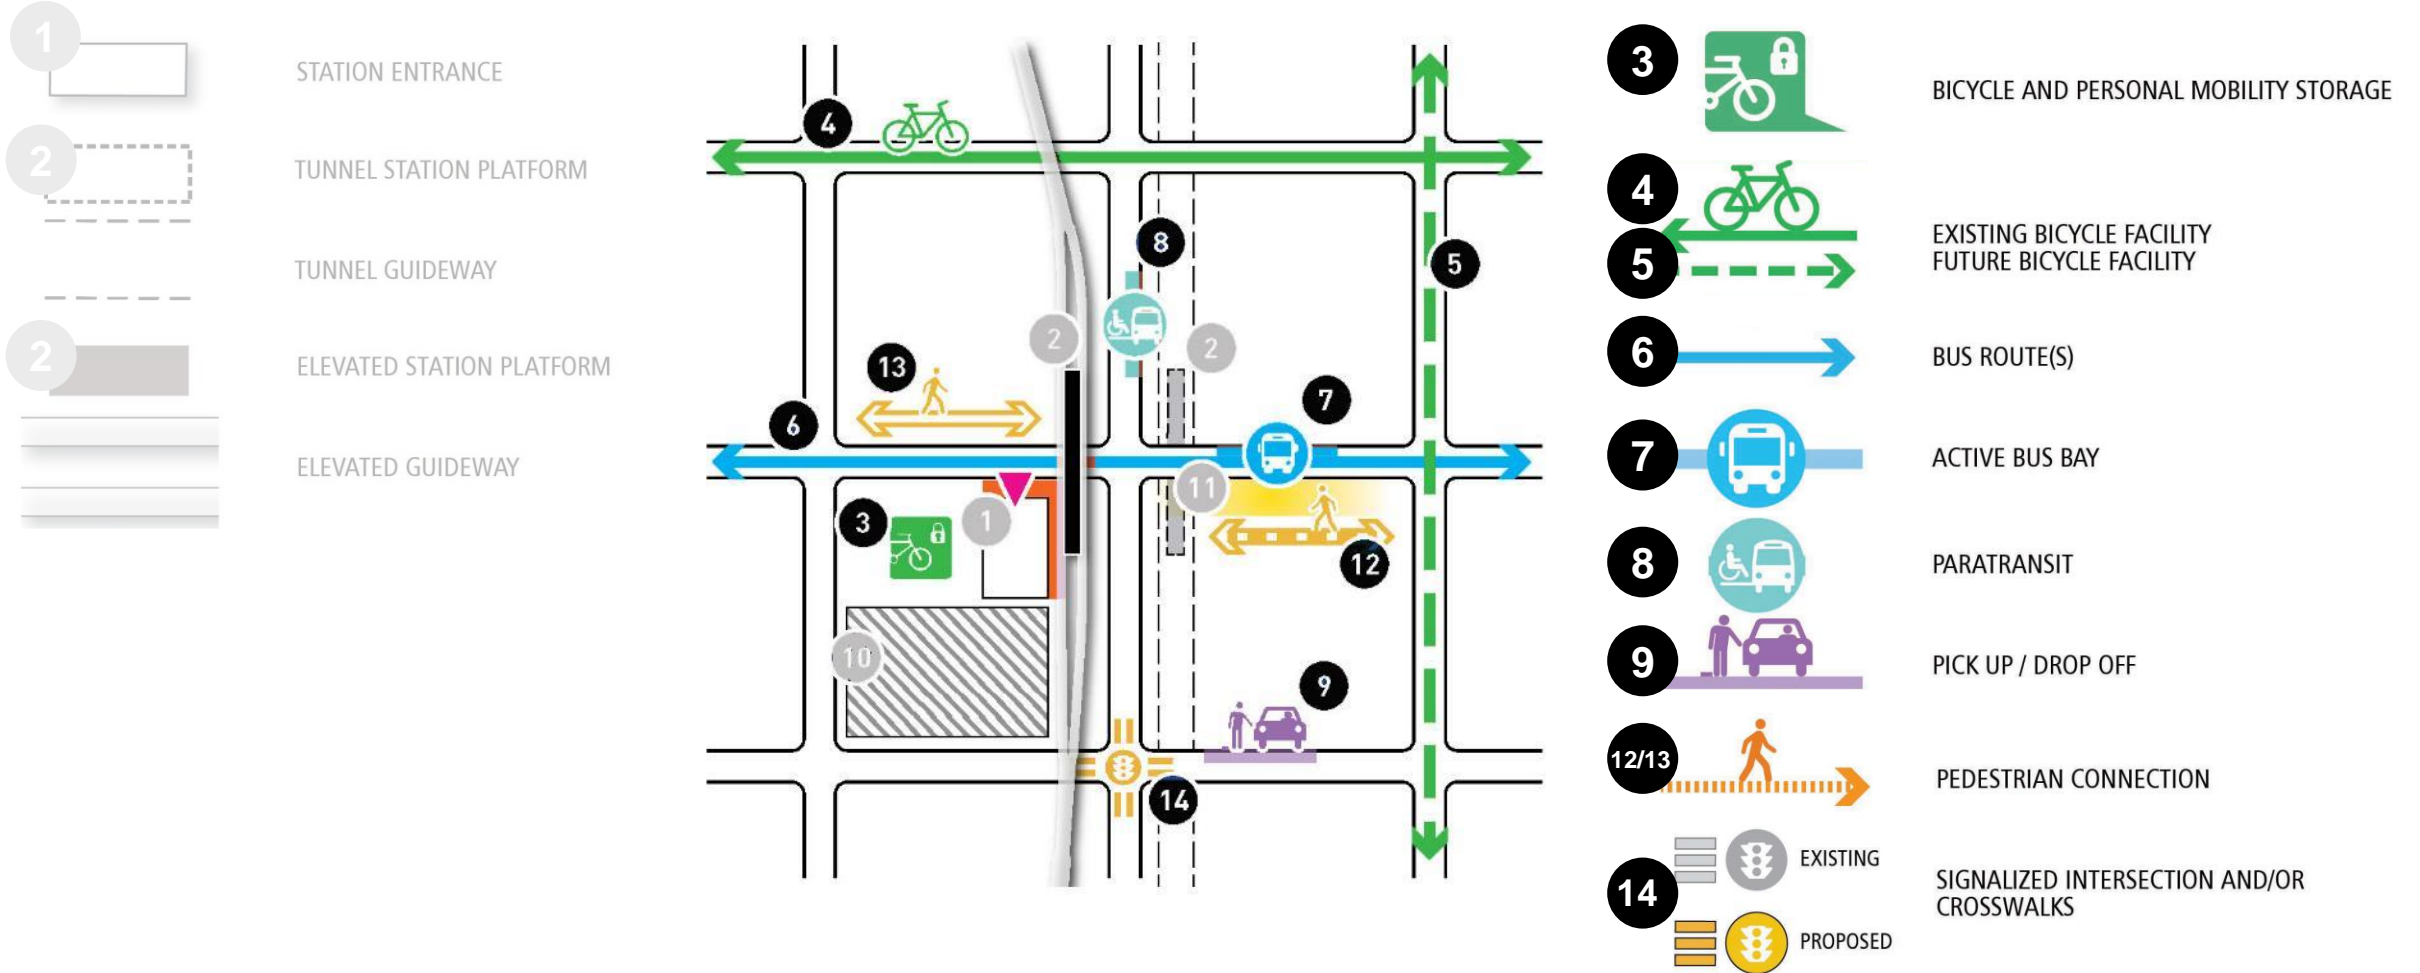 1
STATION ENTRANCE
2
TUNNEL STATION PLATFORM
TUNNEL GUIDEWAY
2
ELEVATED STATION PLATFORM
ELEVATED GUIDEWAY
4
8
5
2
2
13
7
6
11
3
1
12
10
9
14
3
BICYCLE AND PERSONAL MOBILITY STORAGE
4
EXISTING BICYCLE FACILITY
5
FUTURE BICYCLE FACILITY
6
BUS ROUTE(S)
7
ACTIVE BUS BAY
8
PARATRANSIT
9
PICK UP / DROP OFF
12/13
PEDESTRIAN CONNECTION
14
EXISTING
SIGNALIZED INTERSECTION AND/OR
CROSSWALKS
PROPOSED